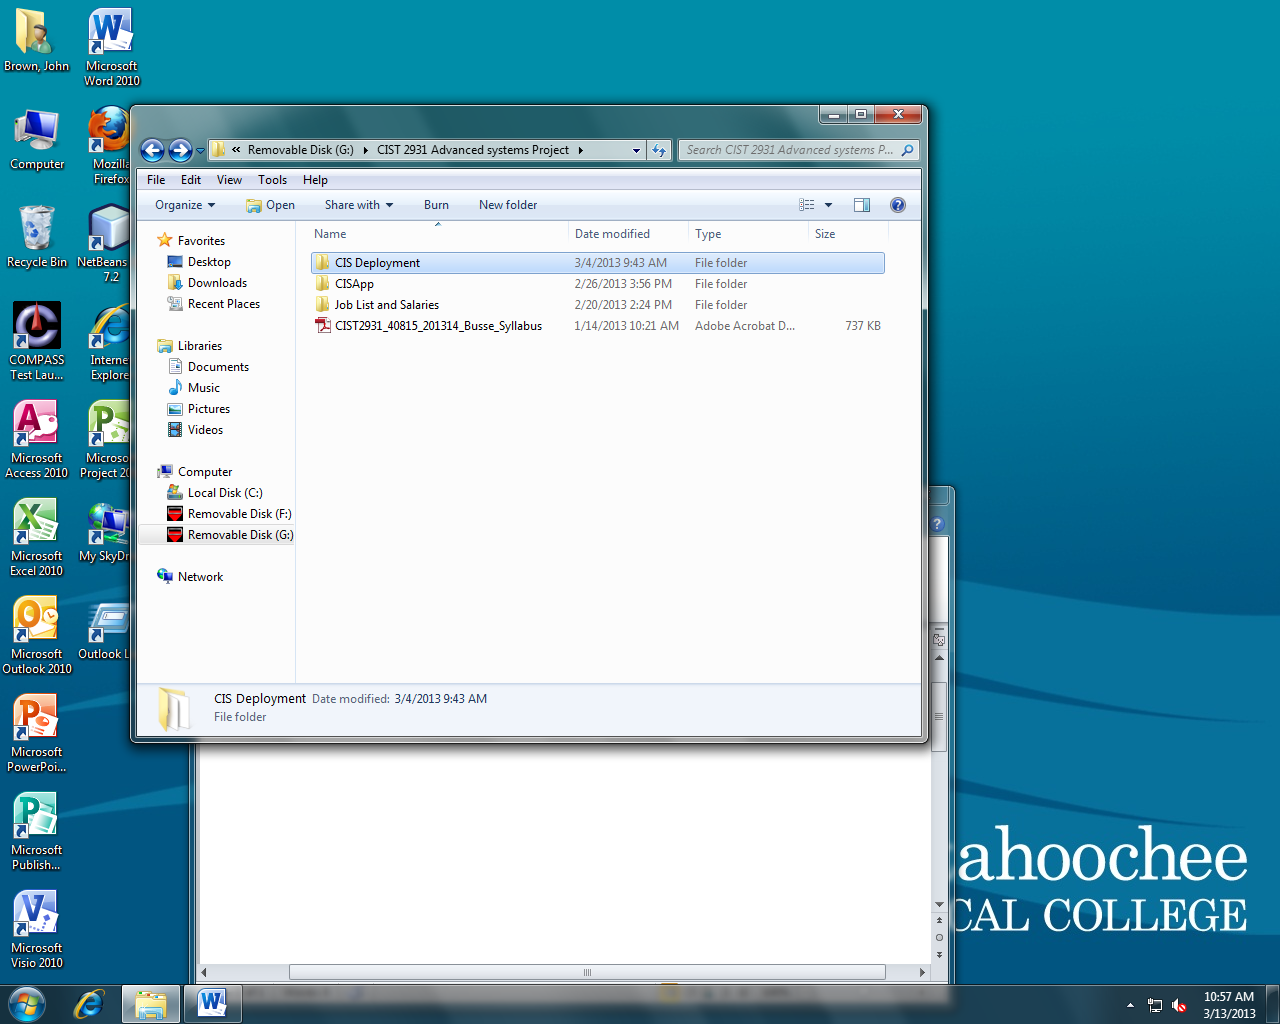 Brown, John
Microsoft
Word 2010
Computer
Mozilla
Firefox
Recycle Bin
NetBeans
7.2
COMPASS
Test Lau...
Interne
Explore
Microsoft
Access 2010
Microso
Project 20
Microsoft
Excel 2010
My SkyDr
Microsoft
Outlook 2010
Outlook L
Microsoft
PowerPoi...
Microsoft
Publish...
Microsoft
Visio 2010
« Removable Disk (G:) CIST 2931 Advanced systems Project
Search CIST 2931 Advanced systems P...
File Edit View Tools Help
Organize Open Share with Burn New folder
Favorites
Desktop
Downloads
Recent Places
Libraries
Documents
Music
Pictures
Videos
Computer
Local Disk (C:)
Removable Disk (F:)
Removable Disk (G:)
Network
Name Date modified Type Size
CIS Deployment 3/4/2013 9:43 AM File folder
CISApp 2/26/2013 3:56 PM File folder
Job List and Salaries 2/20/2013 2:24 PM File folder
CIST2931_40815_201314_Busse_Syllabus 1/14/2013 10:21 AM Adobe Acrobat D... 737 KB
CIS Deployment Date modified: 3/4/2013 9:43 AM
File folder
ahoochee
CAL COLLEGE
10:57 AM
3/13/2013